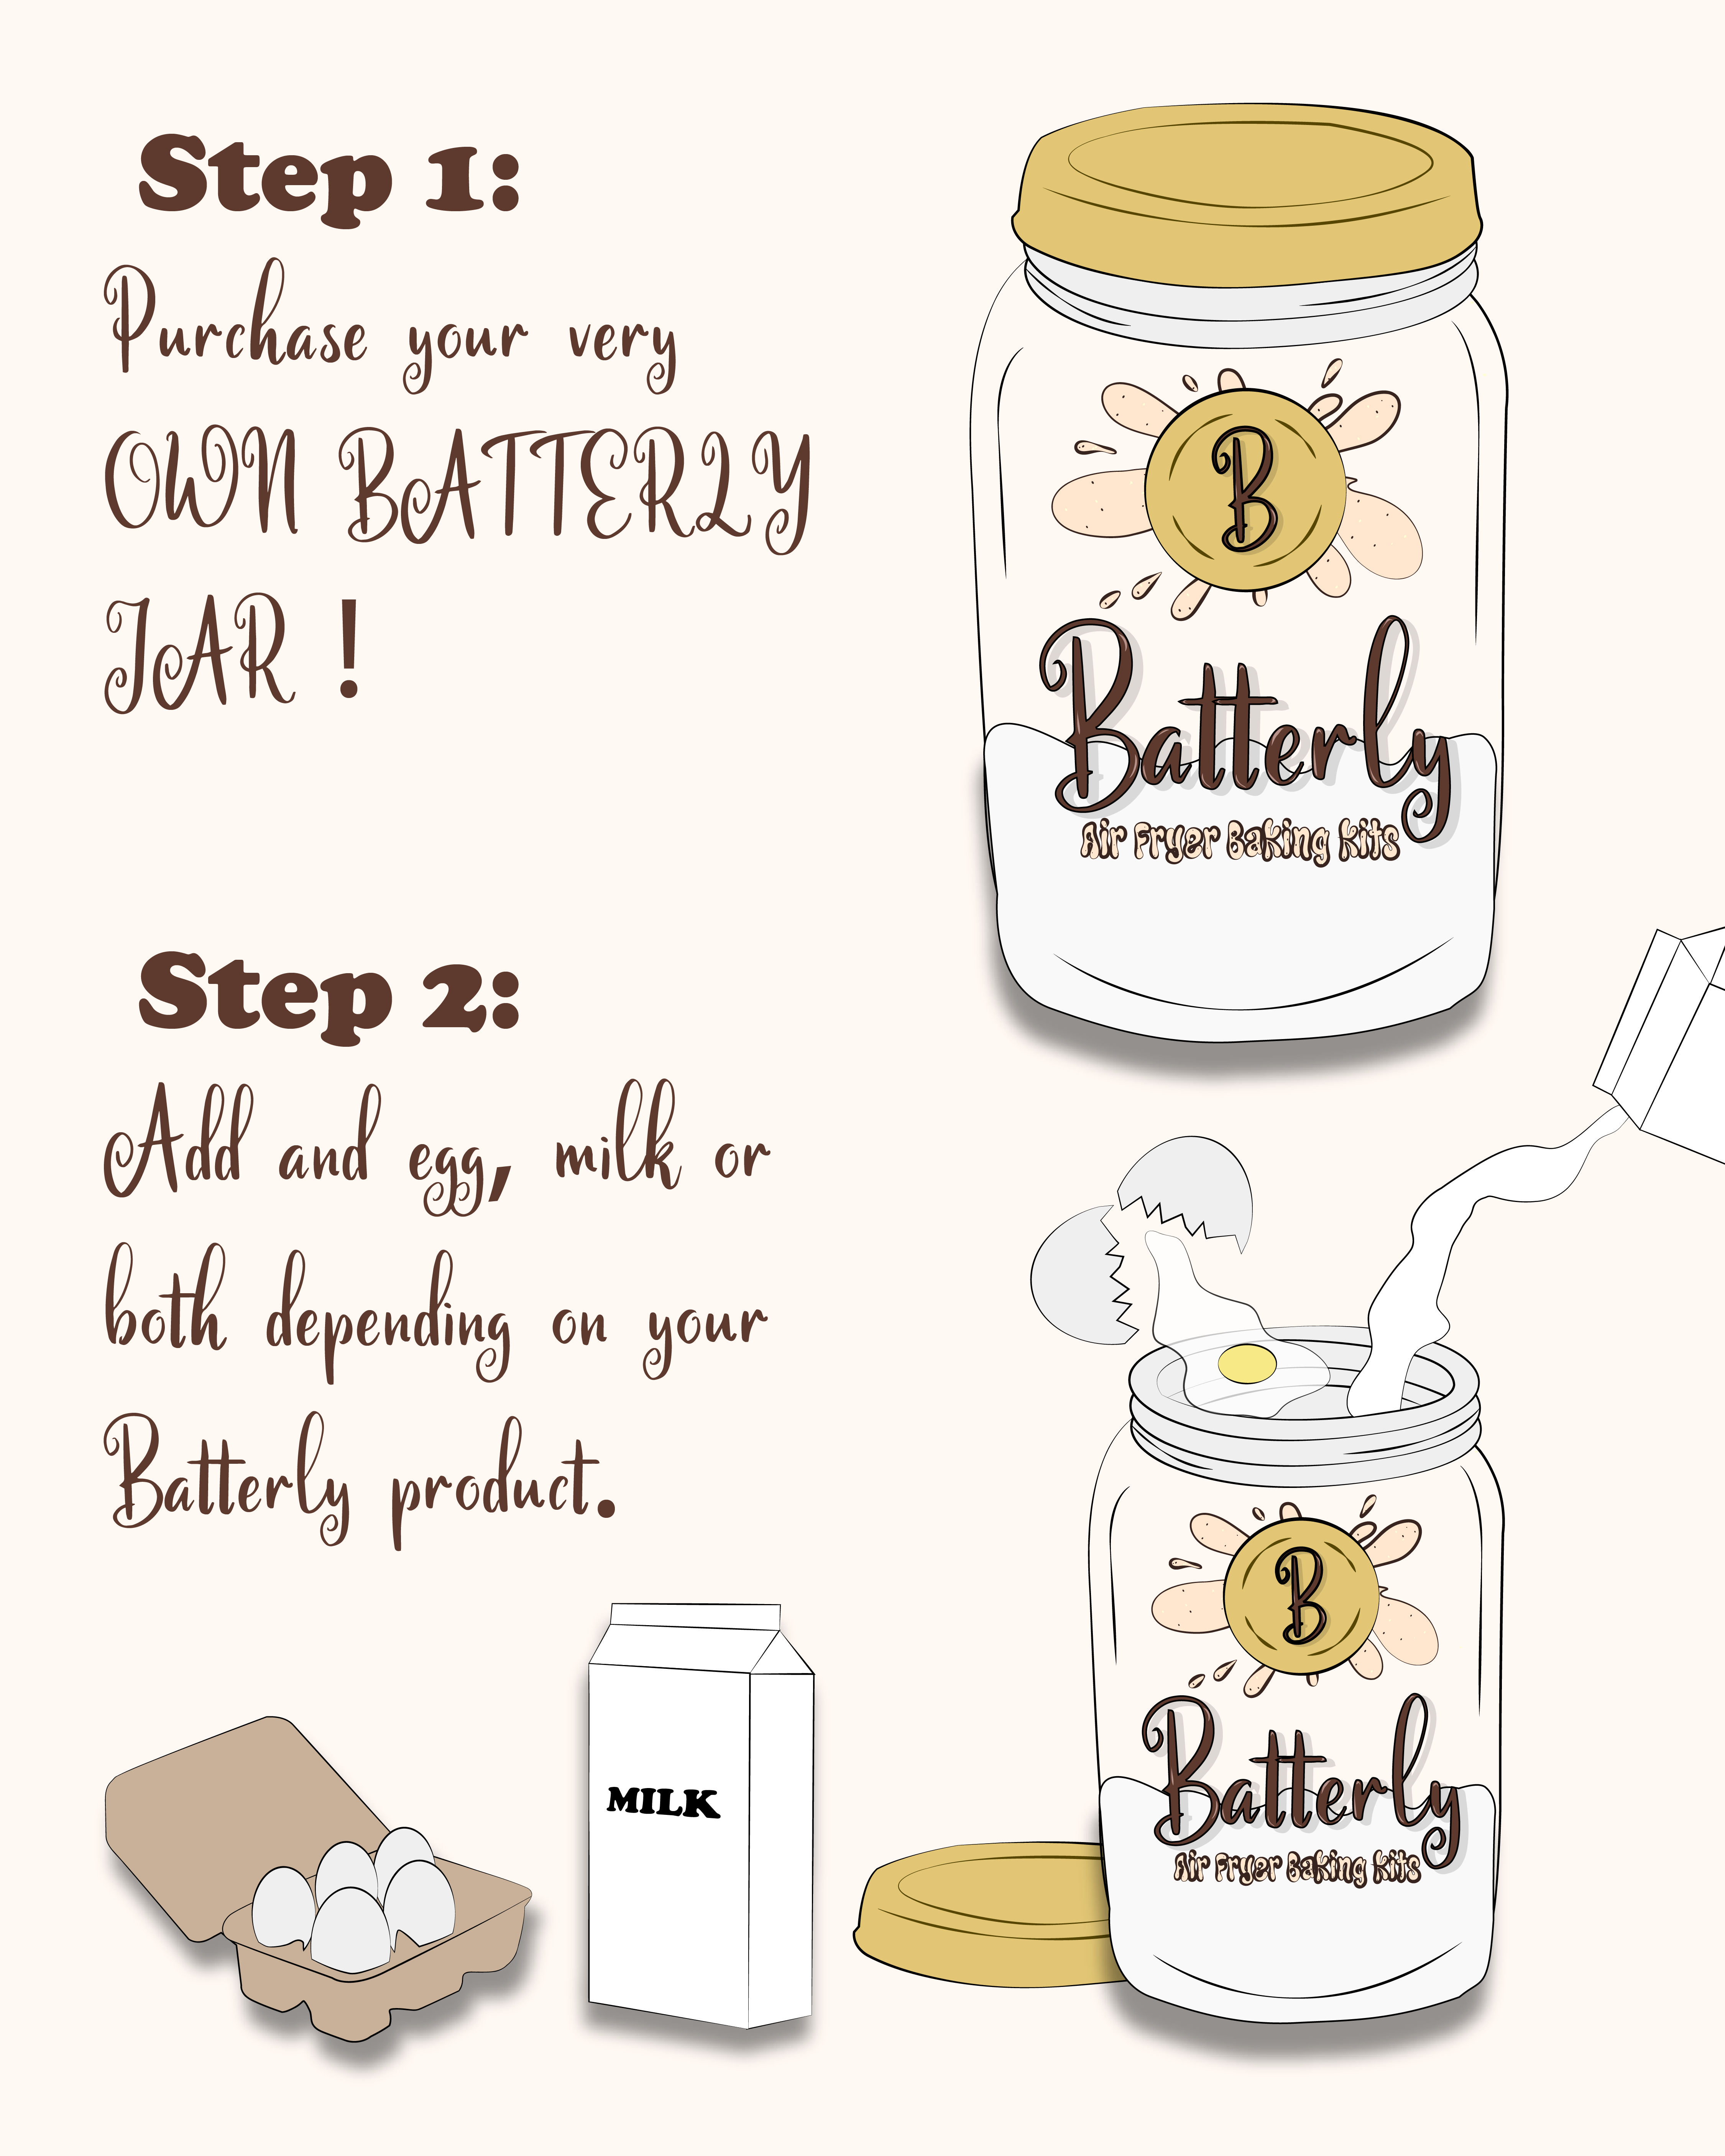 Step 1:
Purchase your very
OWN BATTERLY
JAR !
B
Batterly
Air Fryer Baking Kits
Step 2:
Add and egg, milk or
both depending on your
Batterly product.
B
Batterly
Air Fryer Baking Kits
MILK